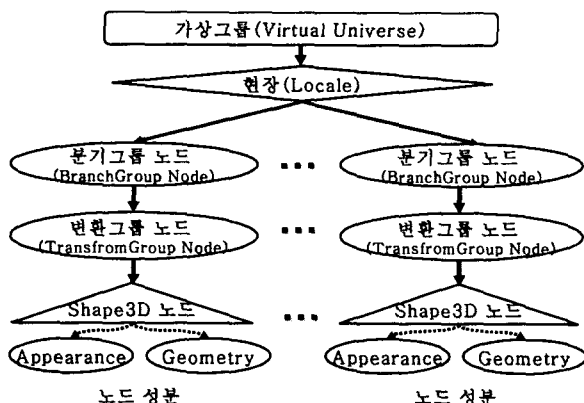 가상그룹(Virtual Universe)
현장(Locale)
분기그룹 노드
(BranchGroup Node)
...
분기그룹 노드
(BranchGroup Node)
변환그룹 노드
(TransfromGroup Node)
...
변환그룹 노드
(TransfromGroup Node)
Shape3D 노드
...
Shape3D 노드
Appearance
Geometry
Appearance
Geometry
노드 성분
노드 성분